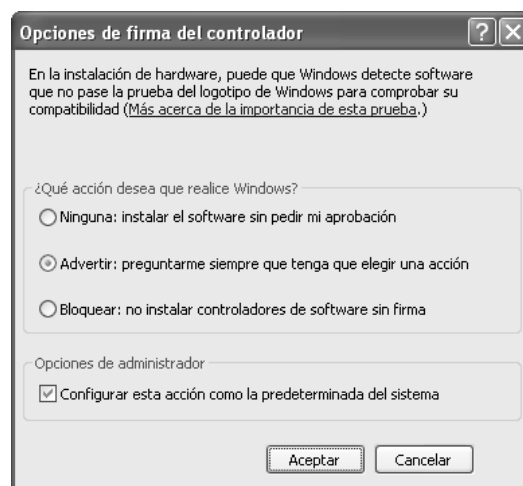 Opciones de firma del controlador
En la instalación de hardware, puede que Windows detecte software
que no pase la prueba del logotipo de Windows para comprobar su
compatibilidad (Más acerca de la importancia de esta prueba.)
¿Qué acción desea que realice Windows?
Ninguna: instalar el software sin pedir mi aprobación
Advertir: preguntarme siempre que tenga que elegir una acción
Bloquear: no instalar controladores de software sin firma
Opciones de administrador
Configurar esta acción como la predeterminada del sistema
Aceptar Cancelar